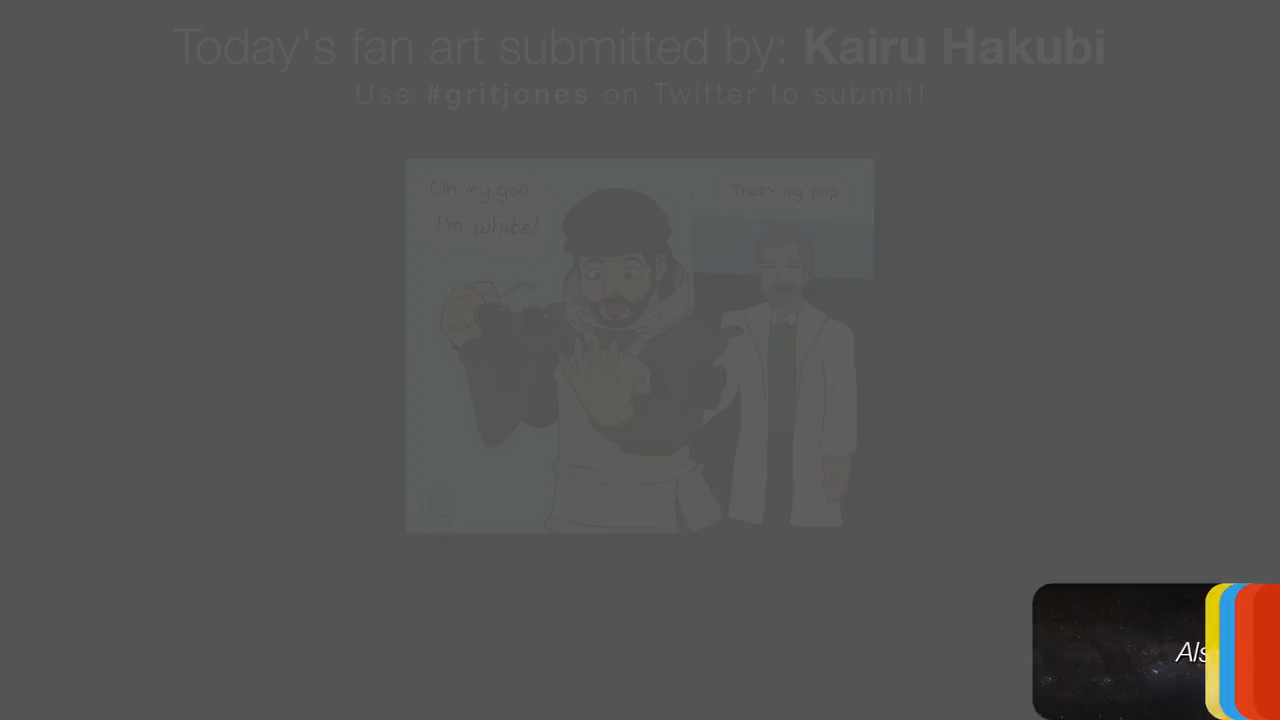 Today's fan art submitted by: Kairu Hakubi
Use #gritjones on Twitter to submit!
Oh my god
I'm white!
That's my pop
Als